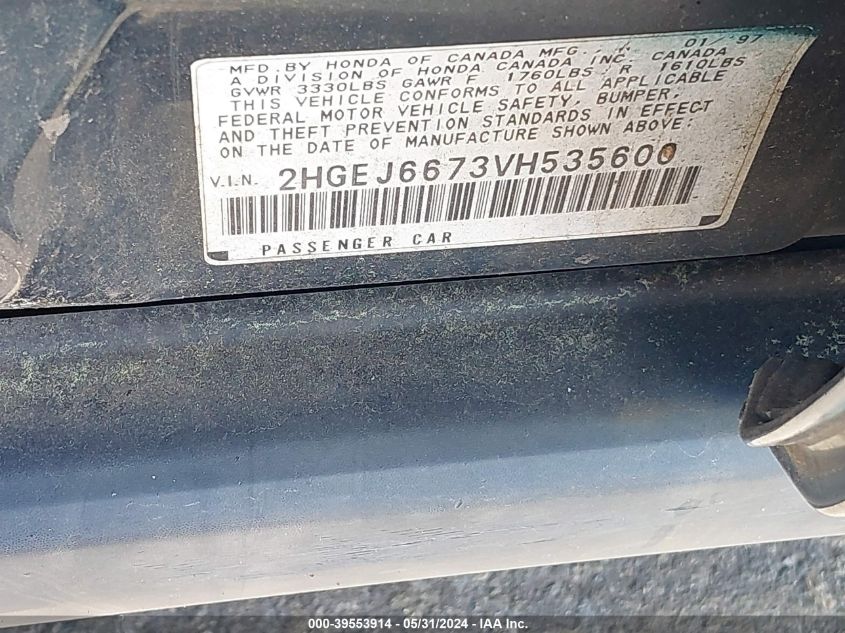 MFD. BY HONDA OF CANADA MFG., 01/'97
A DIVISION OF HONDA CANADA INC, CANADA
GVWR 3330LBS GAWR F 1760LBS, R 1610LBS
THIS VEHICLE CONFORMS TO ALL APPLICABLE
FEDERAL MOTOR VEHICLE SAFETY, BUMPER,
AND THEFT PREVENTION STANDARDS IN EFFECT
ON THE DATE OF MANUFACTURE SHOWN ABOVE:
V.I.N. 2HGEJ6673VH535600
PASSENGER CAR
000-39553914 - 05/31/2024 - IAA Inc.